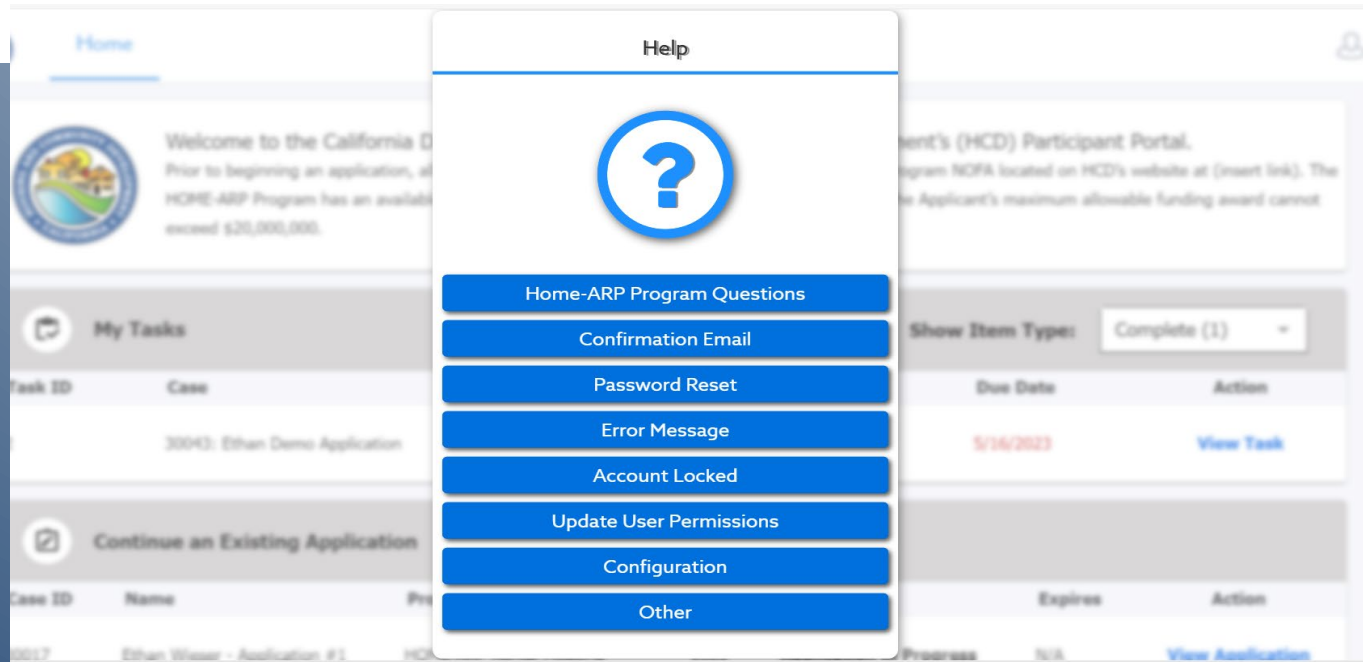 Home
Help
Welcome to the California D
ent's (HCD) Participant Portal.
Prior to beginning an application, al
ogram NOFA located on HCD's website at (insert link). The
HOME-ARP Program has an availabl
he Applicant's maximum allowable funding award cannot
exceed $20,000,000.
Home-ARP Program Questions
Confirmation Email
Password Reset
Error Message
Account Locked
Update User Permissions
Configuration
Other
My Tasks
Show Item Type: Complete (1)
Task ID Case Due Date Action
30043: Ethan Demo Application 5/16/2023 View Task
Continue an Existing Application
Case ID Name Pro Expires Action
Ethan Wieser - Application #1 Progress N/A View Application